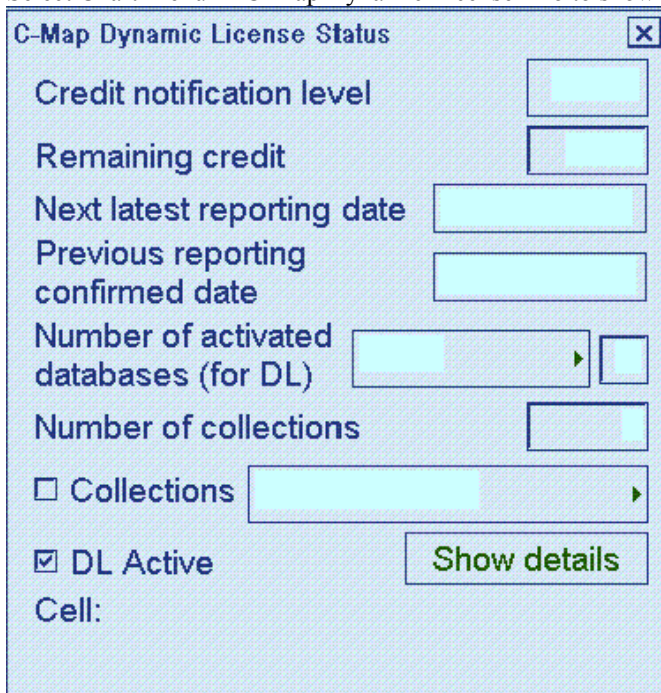 C-Map Dynamic License Status
Credit notification level
Remaining credit
Next latest reporting date
Previous reporting
confirmed date
Number of activated
databases (for DL)
Number of collections
Collections
DL Active
Show details
Cell: